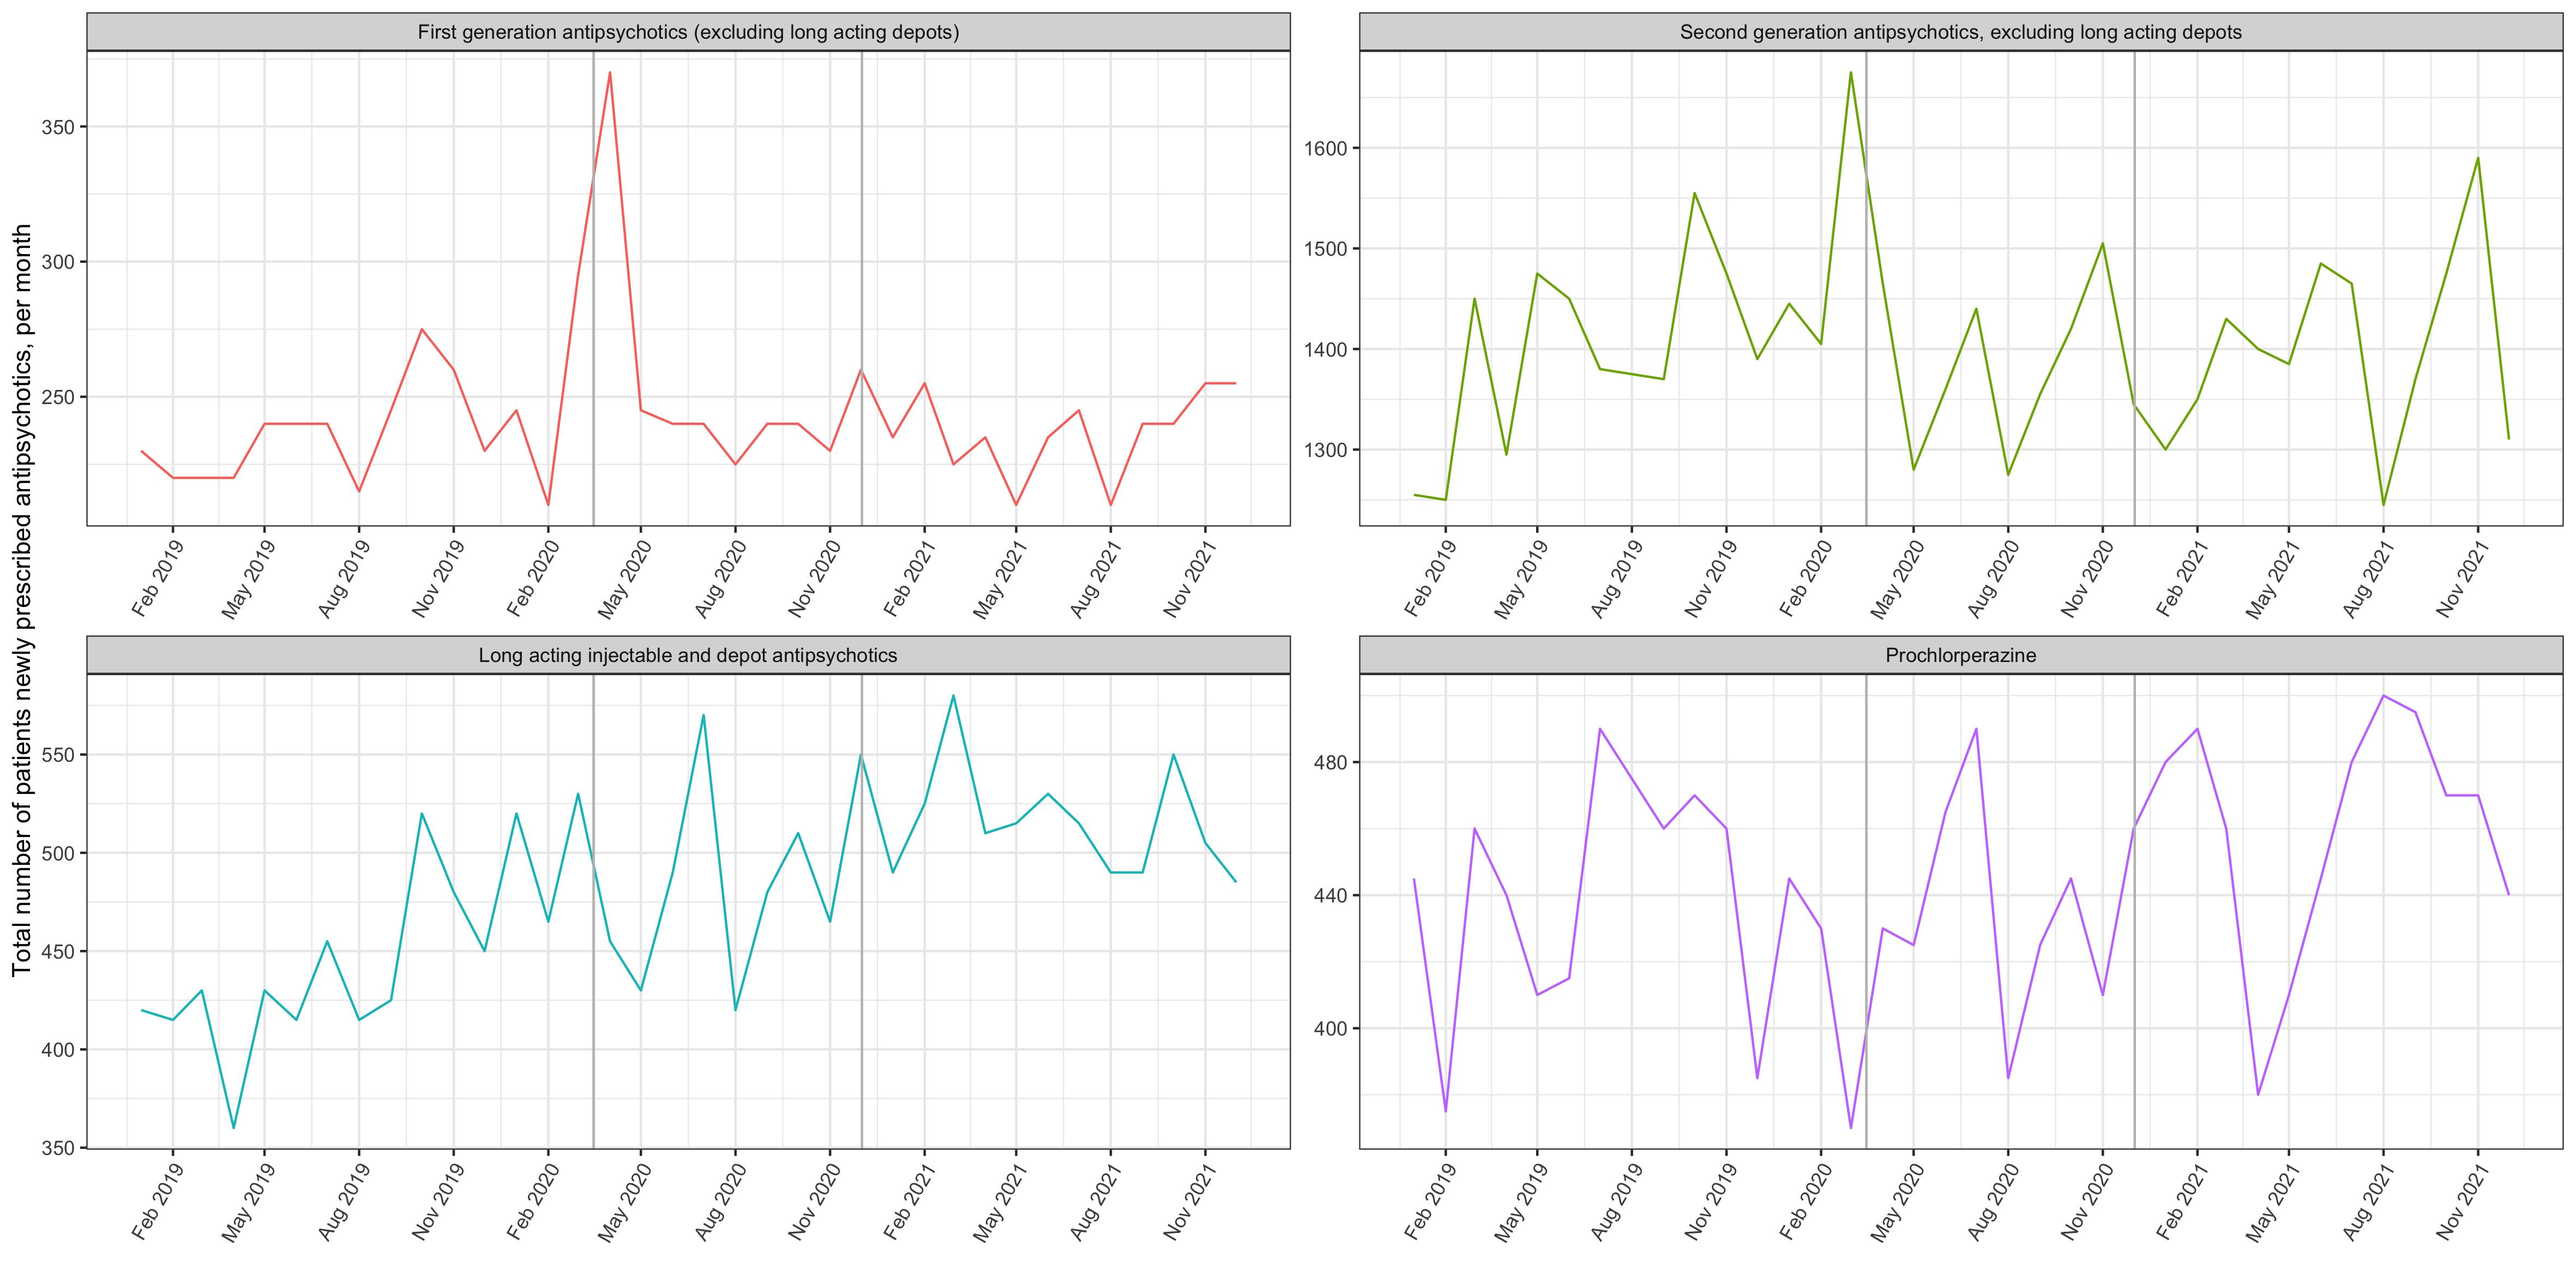 Total number of patients newly prescribed antipsychotics, per month
First generation antipsychotics (excluding long acting depots)
350
300
250
Feb 2019
May 2019
Aug 2019
Nov 2019
Feb 2020
May 2020
Aug 2020
Nov 2020
Feb 2021
May 2021
Aug 2021
Nov 2021
Second generation antipsychotics, excluding long acting depots
1600
1500
1400
1300
Feb 2019
May 2019
Aug 2019
Nov 2019
Feb 2020
May 2020
Aug 2020
Nov 2020
Feb 2021
May 2021
Aug 2021
Nov 2021
Long acting injectable and depot antipsychotics
550
500
450
400
350
Feb 2019
May 2019
Aug 2019
Nov 2019
Feb 2020
May 2020
Aug 2020
Nov 2020
Feb 2021
May 2021
Aug 2021
Nov 2021
Prochlorperazine
480
440
400
Feb 2019
May 2019
Aug 2019
Nov 2019
Feb 2020
May 2020
Aug 2020
Nov 2020
Feb 2021
May 2021
Aug 2021
Nov 2021